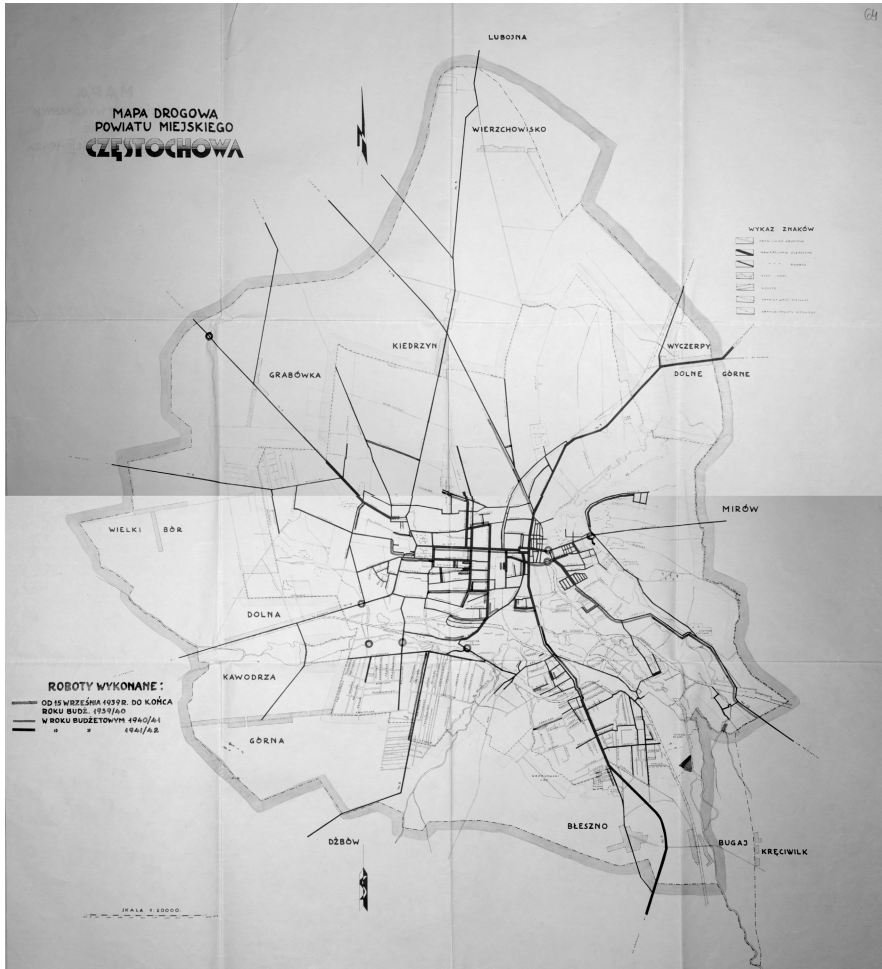 64
LUBOJNA
MAPA DROGOWA
POWIATU MIEJSKIEGO
CZĘSTOCHOWA
WIERZCHOWISKO
WYKAZ ZNAKÓW
KIEDRZYN
WYCZERPY
GRABÓWKA
DOLNE GÓRNE
MIRÓW
WIELKI BÓR
DOLNA
KAWODRZA
ROBOTY WYKONANE:
OD 15 WRZEŚNIA 1939R. DO KOŃCA
ROKU BUDŻ. 1939/40
W ROKU BUDŻETOWYM 1940/41
" " 1941/42
GÓRNA
BŁESZNO
DŹBÓW
BUGAJ
KRĘCIWILK
SKALA 1:20000